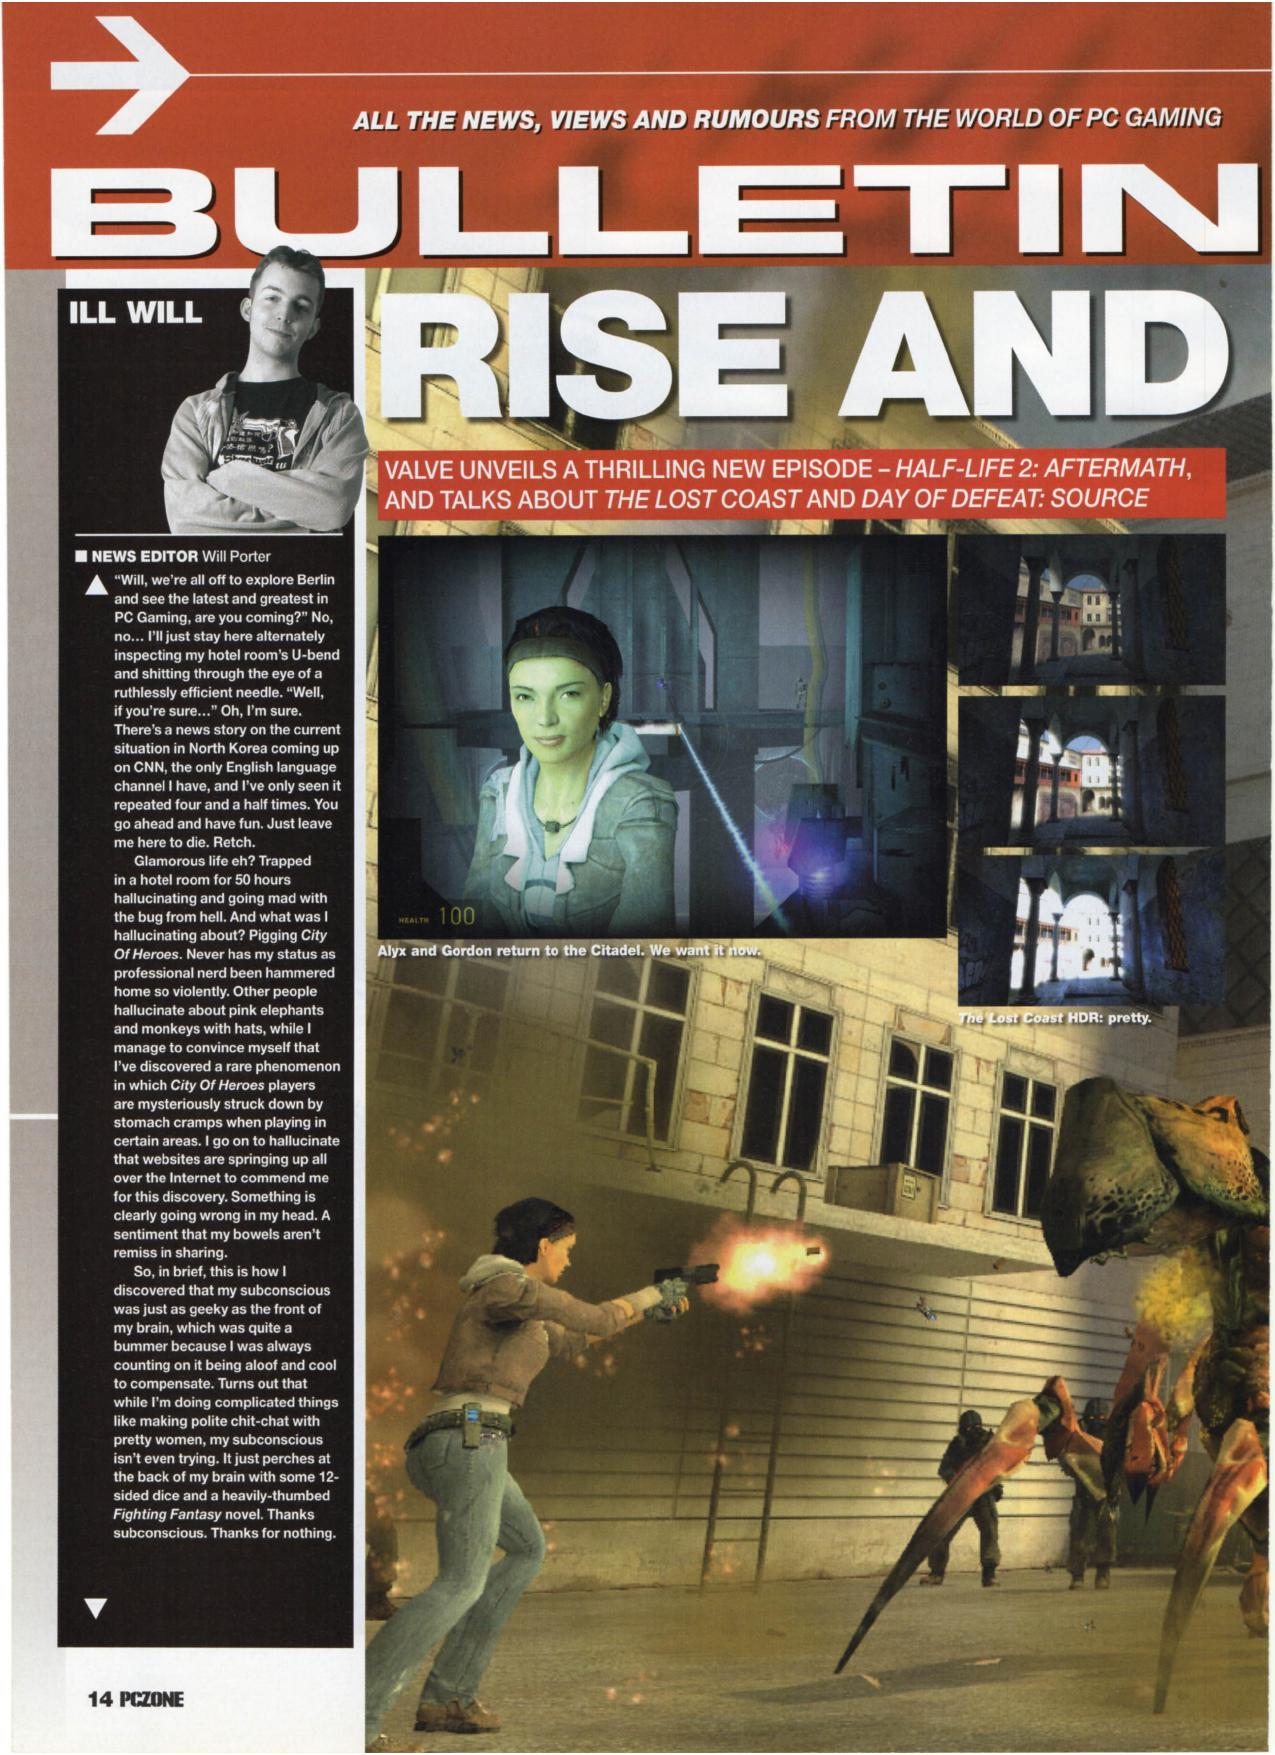 ALL THE NEWS, VIEWS AND RUMOURS FROM THE WORLD OF PC GAMING
BULLETIN
ILL WILL
NEWS EDITOR Will Porter
"Will, we're all off to explore Berlin
and see the latest and greatest in
PC Gaming, are you coming?" No,
no... I'll just stay here alternately
inspecting my hotel room's U-bend
and shitting through the eye of a
ruthlessly efficient needle. "Well,
if you're sure..." Oh, I'm sure.
There's a news story on the current
situation in North Korea coming up
on CNN, the only English language
channel I have, and I've only seen it
repeated four and a half times. You
go ahead and have fun. Just leave
me here to die. Retch.
Glamorous life eh? Trapped
in a hotel room for 50 hours
hallucinating and going mad with
the bug from hell. And what was I
hallucinating about? Pigging City
Of Heroes. Never has my status as
professional nerd been hammered
home so violently. Other people
hallucinate about pink elephants
and monkeys with hats, while I
manage to convince myself that
I've discovered a rare phenomenon
in which City Of Heroes players
are mysteriously struck down by
stomach cramps when playing in
certain areas. I go on to hallucinate
that websites are springing up all
over the Internet to commend me
for this discovery. Something is
clearly going wrong in my head. A
sentiment that my bowels aren't
remiss in sharing.
So, in brief, this is how I
discovered that my subconscious
was just as geeky as the front of
my brain, which was quite a
bummer because I was always
counting on it being aloof and cool
to compensate. Turns out that
while I'm doing complicated things
like making polite chit-chat with
pretty women, my subconscious
isn't even trying. It just perches at
the back of my brain with some 12-
sided dice and a heavily-thumbed
Fighting Fantasy novel. Thanks
subconscious. Thanks for nothing.
RISE AND
VALVE UNVEILS A THRILLING NEW EPISODE – HALF-LIFE 2: AFTERMATH,
AND TALKS ABOUT THE LOST COAST AND DAY OF DEFEAT: SOURCE
HEALTH 100
Alyx and Gordon return to the Citadel. We want it now.
The Lost Coast HDR: pretty.
14 PCZONE